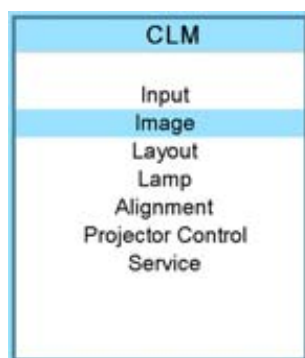 CLM
Input
Image
Layout
Lamp
Alignment
Projector Control
Service